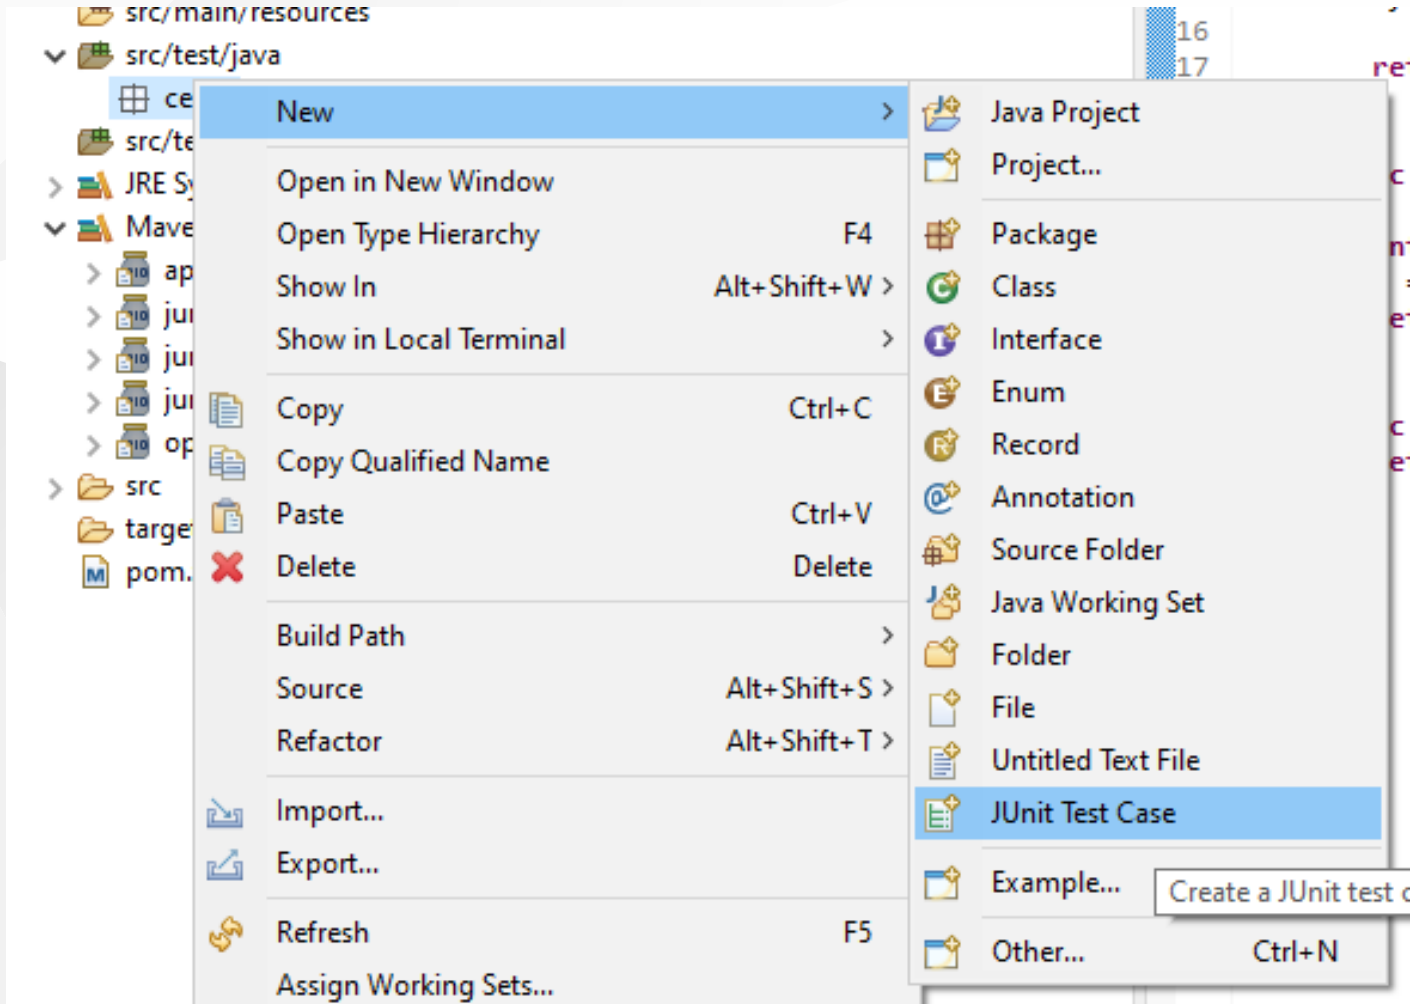 src/main/resources
src/test/java
JRE
pom.
src
New
Open in New Window
Open Type Hierarchy F4
Show In Alt+Shift+W
Show in Local Terminal
Copy Ctrl+C
Copy Qualified Name
Paste Ctrl+V
Delete Delete
Build Path
Source Alt+Shift+S
Refactor Alt+Shift+T
Import...
Export...
Refresh F5
Assign Working Sets...
Java Project
Project...
Package
Class
Interface
Enum
Record
Annotation
Source Folder
Java Working Set
Folder
File
Untitled Text File
JUnit Test Case
Example...
Create a JUnit test
Other... Ctrl+N
16
17